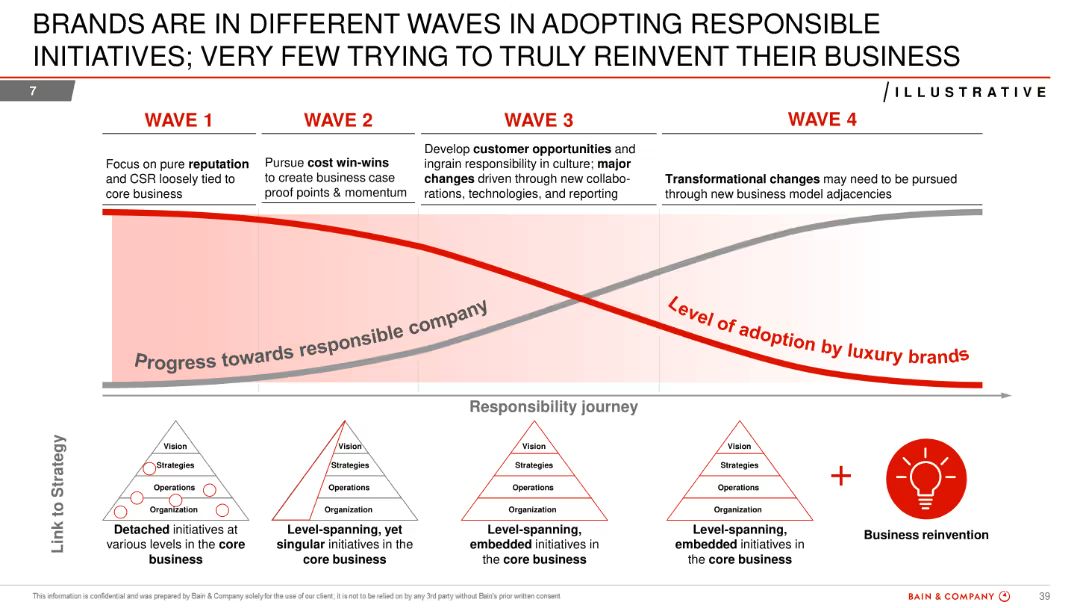 BRANDS ARE IN DIFFERENT WAVES IN ADOPTING RESPONSIBLE
INITIATIVES; VERY FEW TRYING TO TRULY REINVENT THEIR BUSINESS
7
ILLUSTRATIVE
WAVE 1
Focus on pure reputation
and CSR loosely tied to
core business
WAVE 2
Pursue cost win-wins
to create business case
proof points & momentum
WAVE 3
Develop customer opportunities and
ingrain responsibility in culture; major
changes driven through new collabo-
rations, technologies, and reporting
WAVE 4
Transformational changes may need to be pursued
through new business model adjacencies
Progress towards responsible company
Level of adoption by luxury brands
Responsibility journey
Link to Strategy
Vision
Strategies
Operations
Organization
Detached initiatives at
various levels in the core
business
Vision
Strategies
Operations
Organization
Level-spanning, yet
singular initiatives in the
core business
Vision
Strategies
Operations
Organization
Level-spanning,
embedded initiatives in
the core business
Vision
Strategies
Operations
Organization
Level-spanning,
embedded initiatives in
the core business
+
Business reinvention
This information is confidential and was prepared by Bain & Company solely for the use of our client; it is not to be relied on by any 3rd party without Bain's prior written consent
BAIN & COMPANY
39